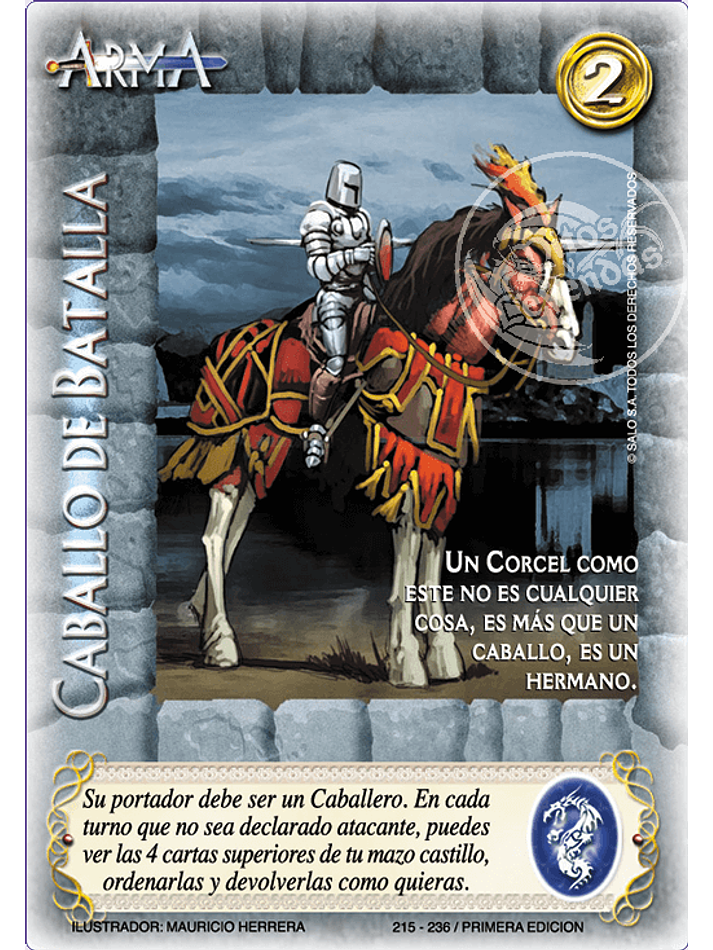 ARMA
2
CABALLO DE BATALLA
© SALO S.A. TODOS LOS DERECHOS RESERVADOS
UN CORCEL COMO
ESTE NO ES CUALQUIER
COSA, ES MÁS QUE UN
CABALLO, ES UN
HERMANO.
Su portador debe ser un Caballero. En cada
turno que no sea declarado atacante, puedes
ver las 4 cartas superiores de tu mazo castillo,
ordenarlas y devolverlas como quieras.
ILUSTRADOR: MAURICIO HERRERA
215 - 236 / PRIMERA EDICION